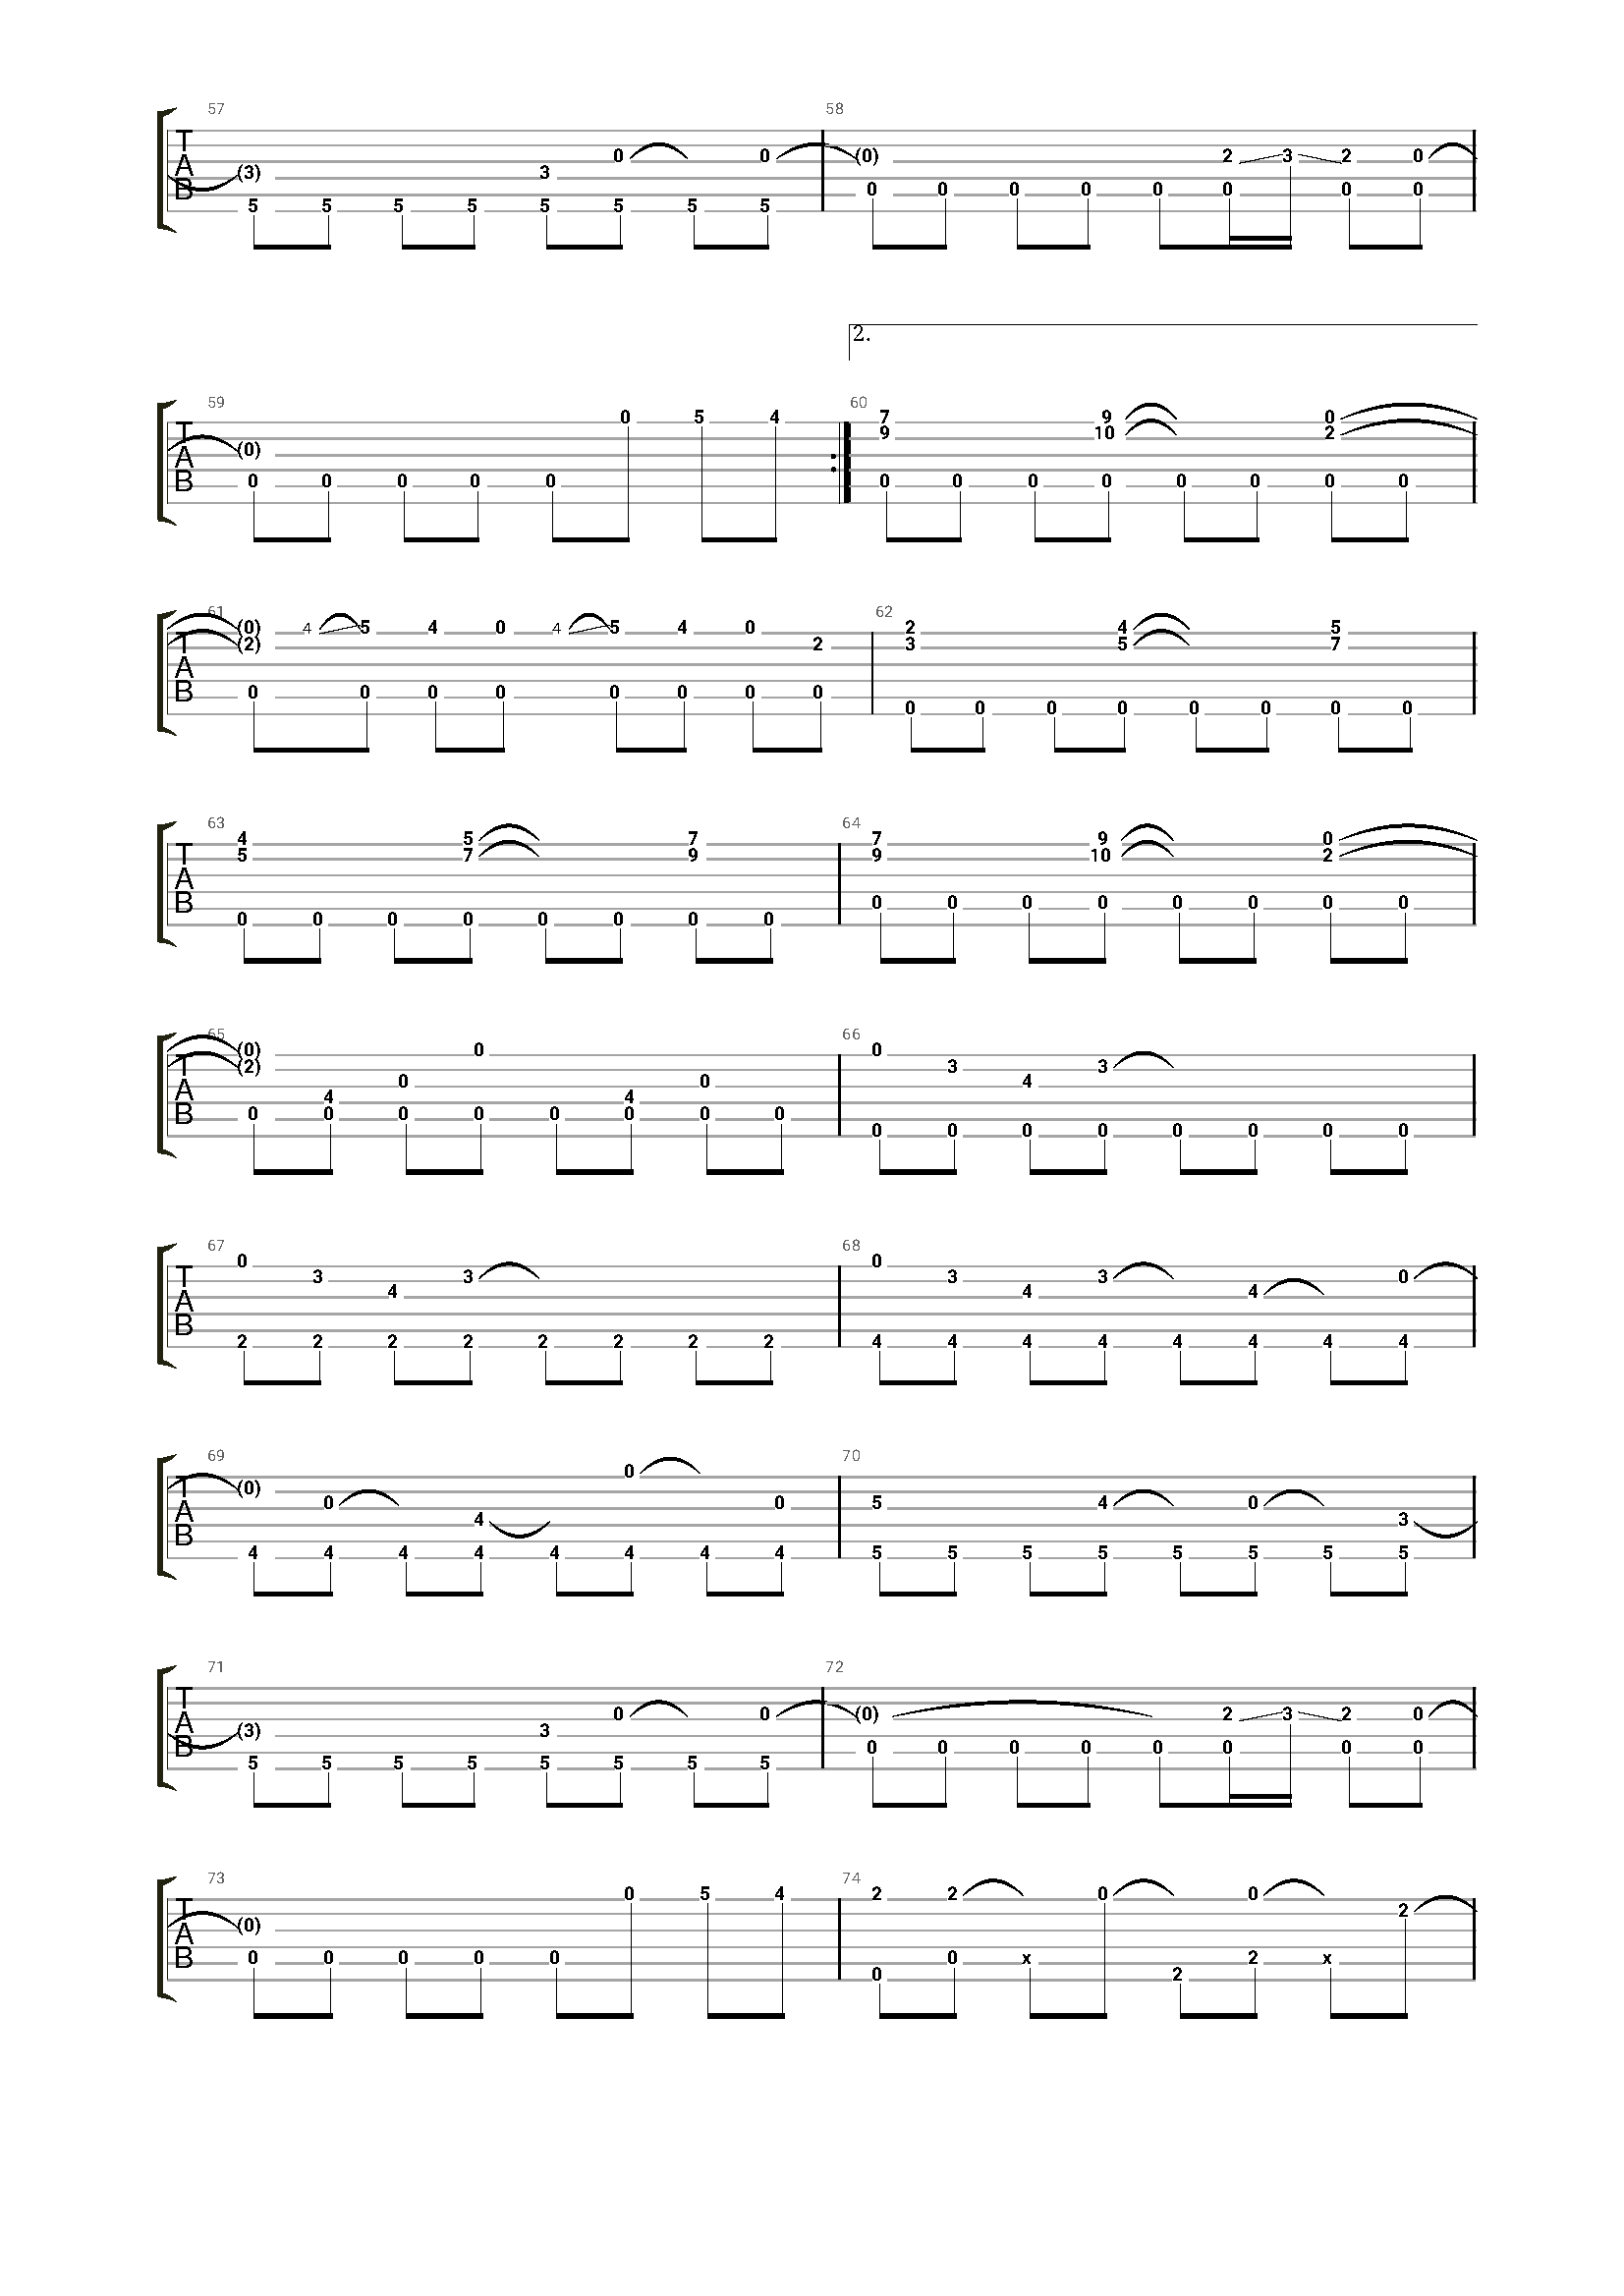 57 58
T 0 0 (0) 2 3 2 0
A (3) 3
B 0 0 0 0 0 0 0 0
5 5 5 5 5 5 5 5
2.
59 60
0 5 4 7 9 0
T 9 10 2
A (0)
B 0 0 0 0 0 0 0 0 0 0 0 0 0
61 62
(0) 4 5 4 0 4 5 4 0 2 4 5
T (2) 2 3 5 7
A
B 0 0 0 0 0 0 0
0 0 0 0 0 0 0 0
63 64
4 5 7 7 9 0
T 5 7 9 9 10 2
A
B 0 0 0 0 0 0 0 0
0 0 0 0 0 0 0 0
65 66
(0) 0 0
T (2) 3 3
A 0 0 4
4 4
B 0 0 0 0 0 0 0 0
0 0 0 0 0 0 0 0
67 68
0 0
T 3 3 3 3 0
A 4 4 4
B 2 2 2 2 2 2 2 2 4 4 4 4 4 4 4 4
69 70
0
T (0)
A 0 0 5 4 0
4 3
B 4 4 4 4 4 4 4 4 5 5 5 5 5 5 5 5
71 72
T 0 0 (0) 2 3 2 0
A (3) 3
B 0 0 0 0 0 0 0 0
5 5 5 5 5 5 5 5
73 74
0 5 4 2 2 0 0
T 2
A (0)
B 0 0 0 0 0 0 x 2 x
0 2